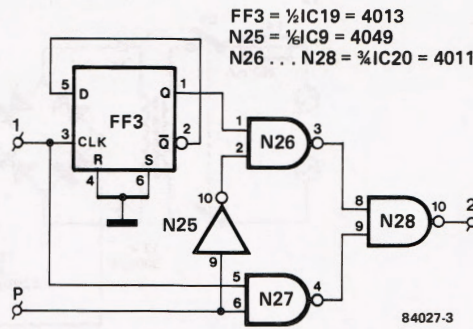 FF3 = ½IC19 = 4013
N25 = ⅙IC9 = 4049
N26 . . . N28 = ¾IC20 = 4011
5
D
Q
1
FF3
1
3
CLK
Q̅
2
R
S
4
6
1
2
N26
3
10
N25
9
8
9
N28
10
2
5
6
N27
4
P
84027-3